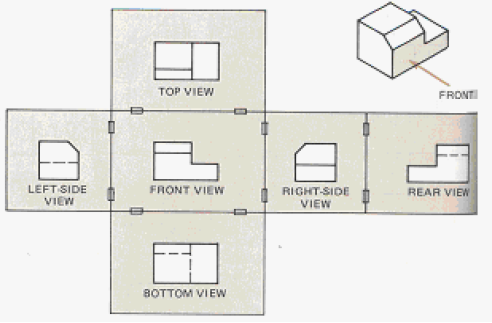 FRONT
TOP VIEW
LEFT-SIDE
VIEW
FRONT VIEW
RIGHT-SIDE
VIEW
REAR VIEW
BOTTOM VIEW